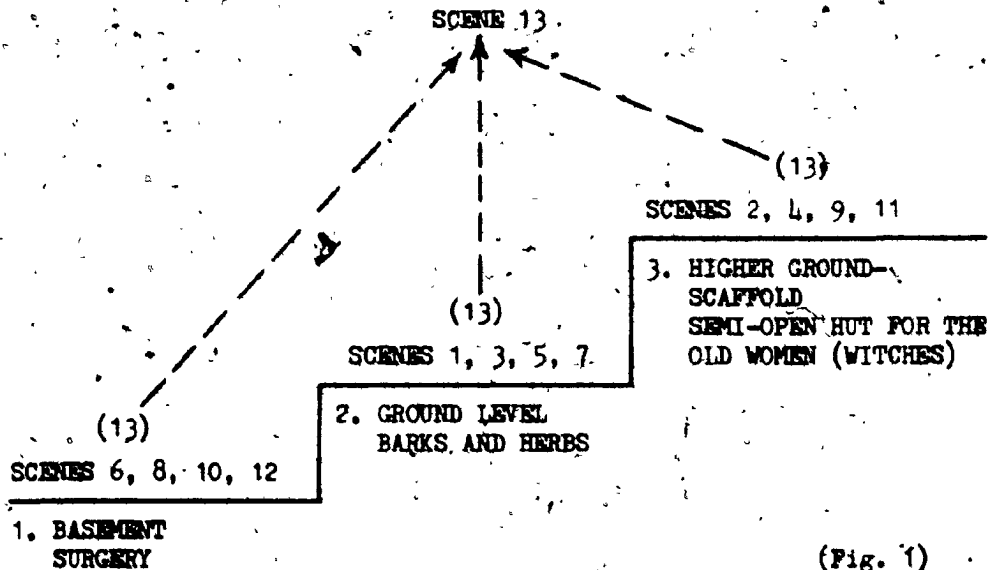 SCENE 13
(13)
SCENES 2, 4, 9, 11
3. HIGHER GROUND-
SCAFFOLD
SEMI-OPEN HUT FOR THE
OLD WOMEN (WITCHES)
(13)
SCENES 1, 3, 5, 7
2. GROUND LEVEL
BARKS AND HERBS
(13)
SCENES 6, 8, 10, 12
1. BASEMENT
SURGERY
(Fig. 1)